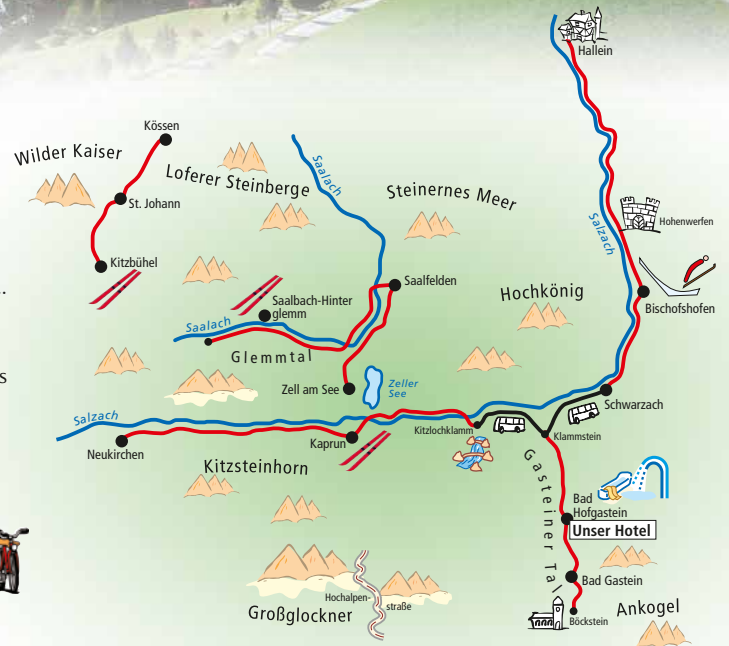 Hallein
Kössen
Wilder Kaiser
Loferer Steinberge
Saalach
Steinernes Meer
St. Johann
Salzach
Hohenwerfen
Kitzbühel
Saalfelden
Hochkönig
Saalbach-Hinter
glemm
Bischofshofen
Saalach
Glemmtal
Zell am See
Zeller
See
Schwarzach
Salzach
Kitzlochklamm
Klammstein
Neukirchen
Kaprun
Kitzsteinhorn
Gasteiner Tal
Bad
Hofgastein
Unser Hotel
Bad Gastein
Hochalpen-
straße
Großglockner
Böckstein
Ankogel
..
s